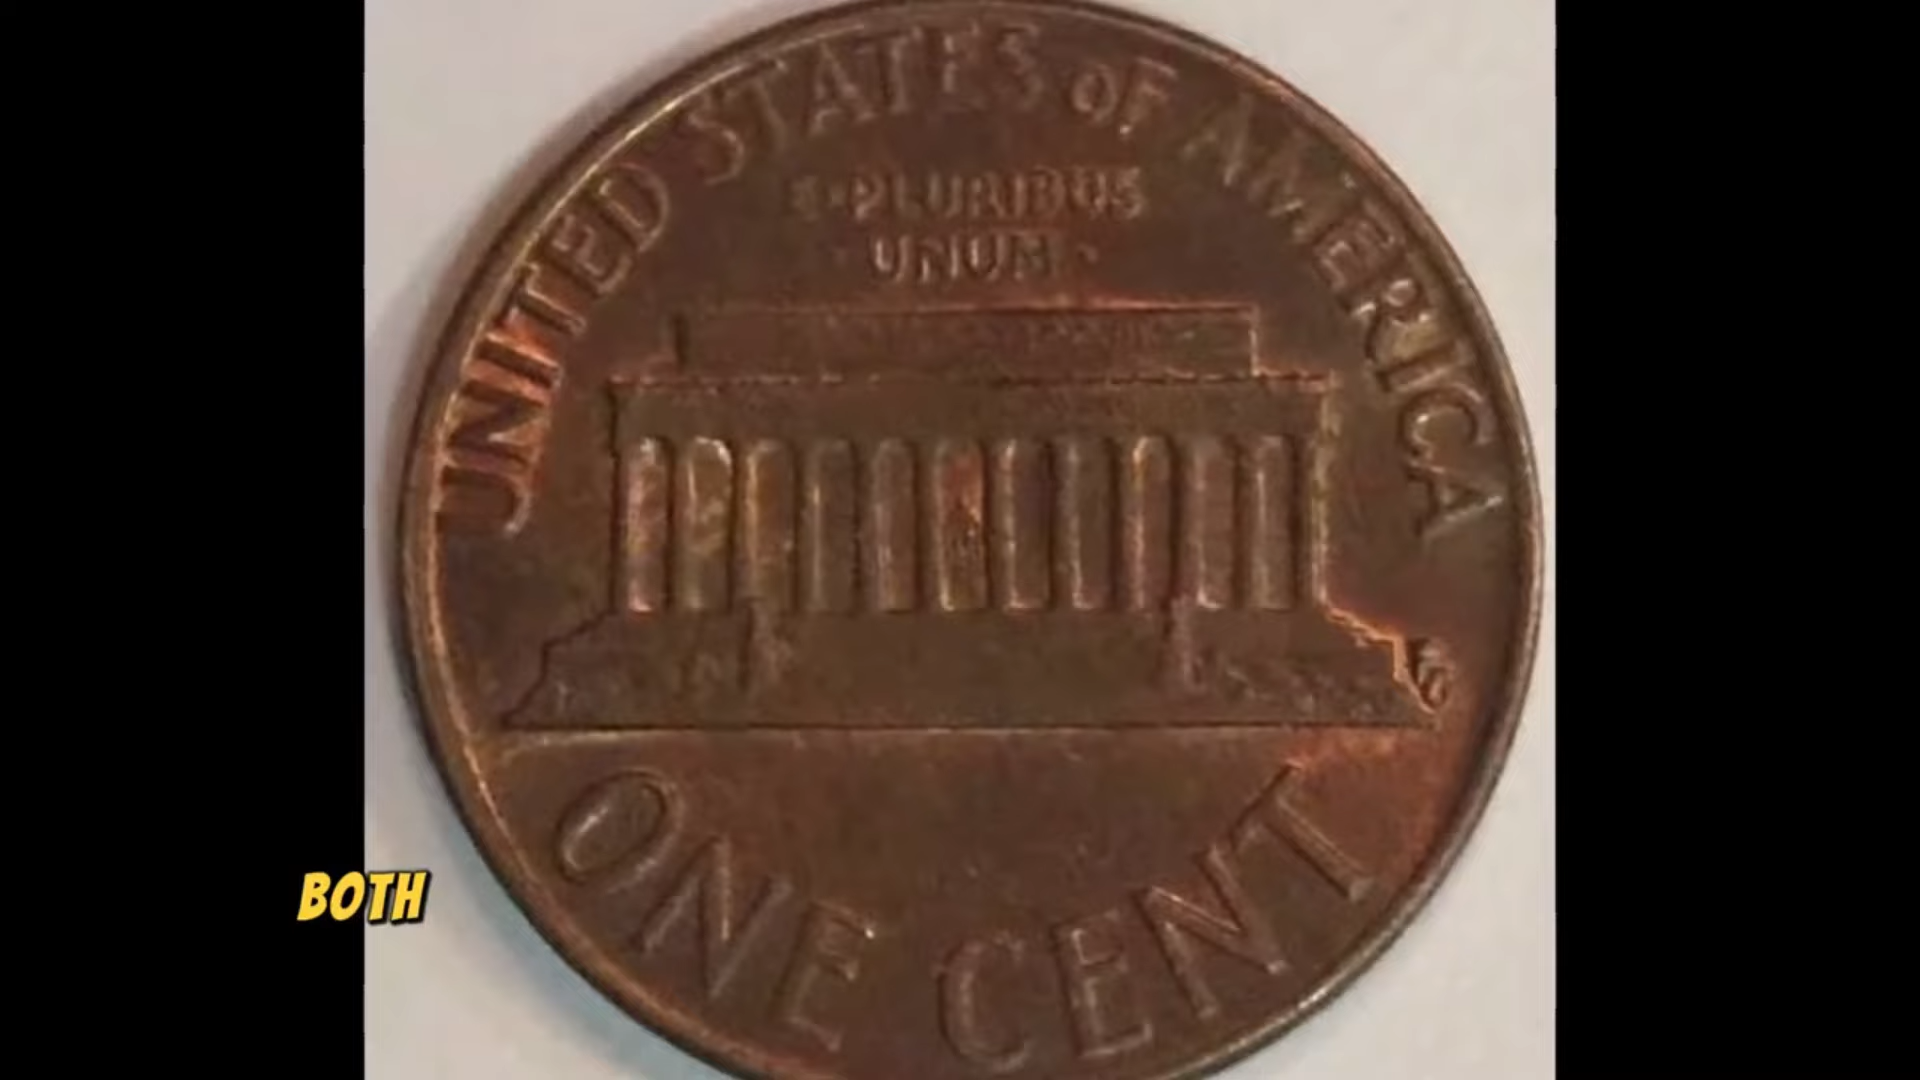 UNITED STATES OF AMERICA
E·PLURIBUS
·UNUM·
ONE CENT
BOTH